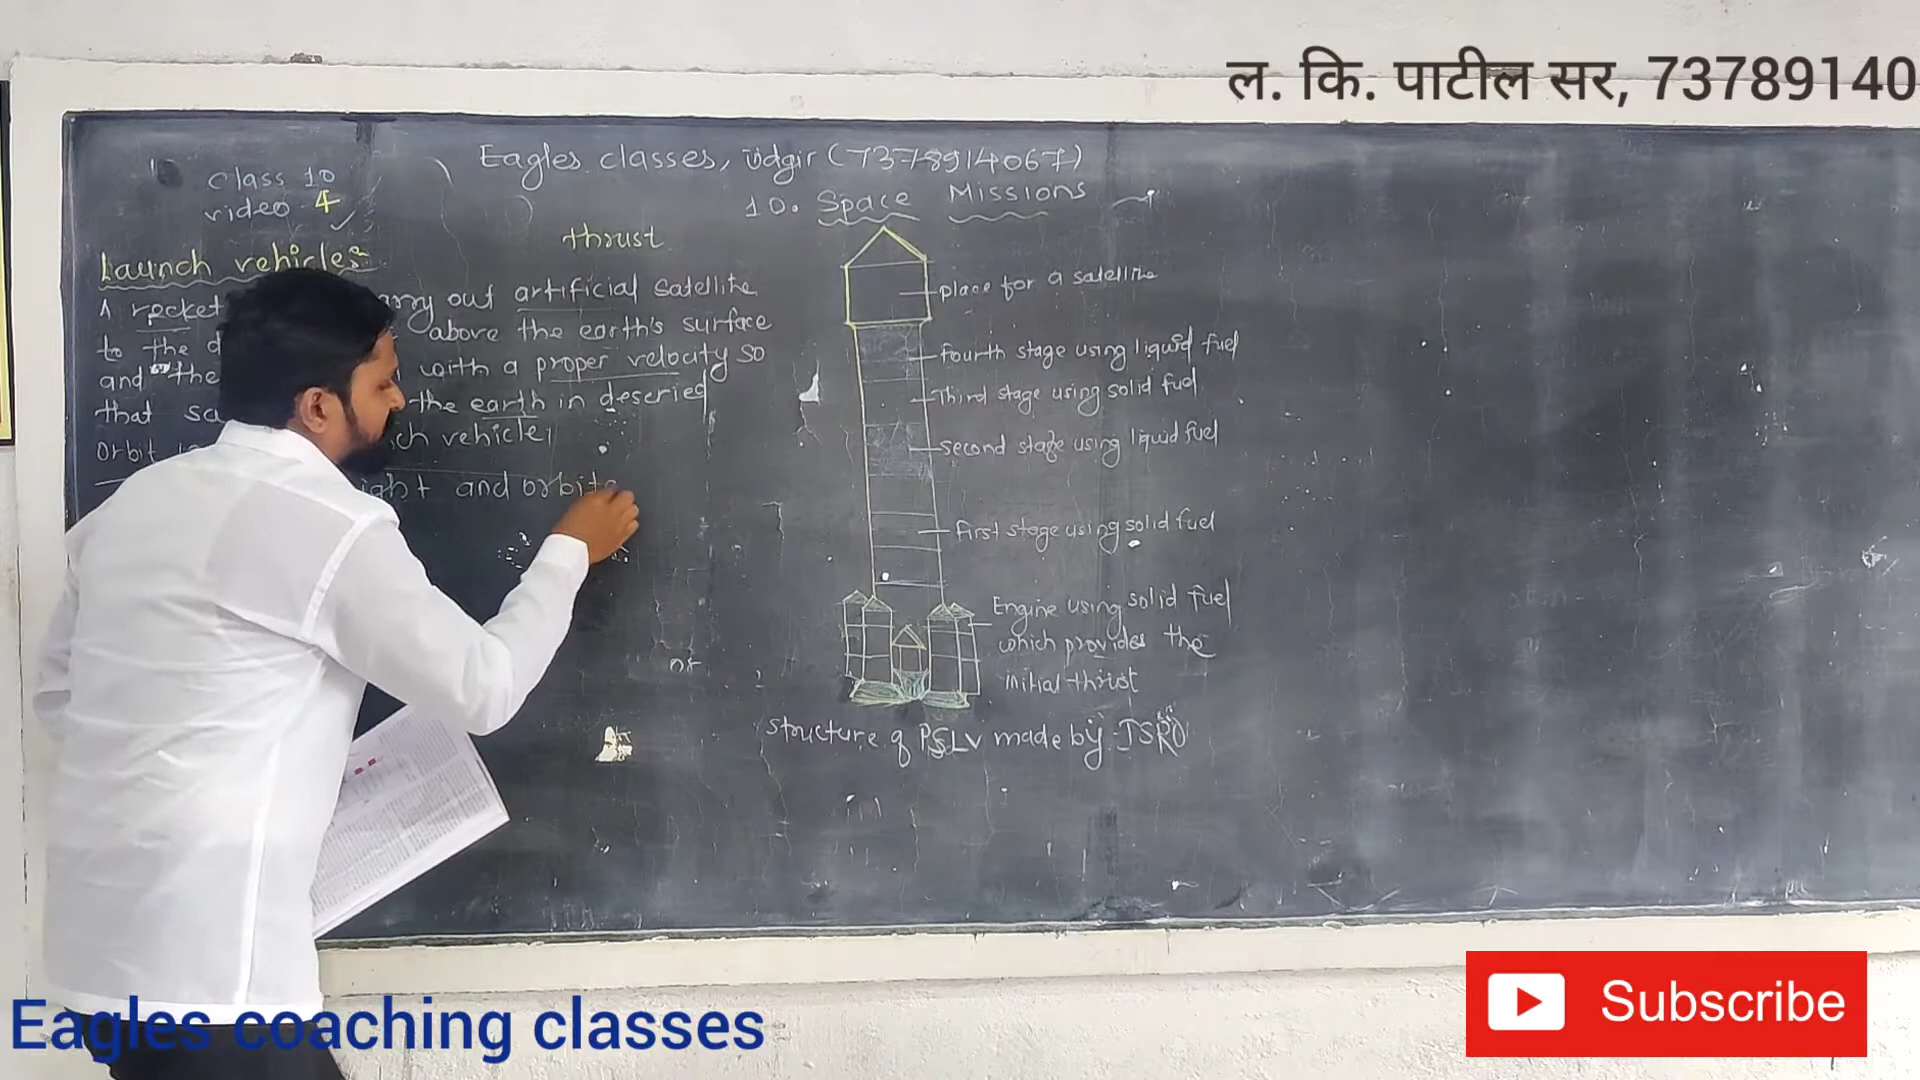 ल. कि. पाटील सर, 73789140
Eagles classes, Udgir (7378914067)
class 10
video 4
10. Space Missions
thrust
Launch vehicles
A rocket carry out artificial satellite
to the above the earth's surface
and the with a proper velocity so
that the earth in descried
orbit vehicle
and orbits
place for a satellite
fourth stage using liquid fuel
Third stage using solid fuel
second stage using liquid fuel
first stage using solid fuel
Engine using solid fuel
which provides the
initial thrust
structure of PSLV made by ISRO
Eagles coaching classes
Subscribe